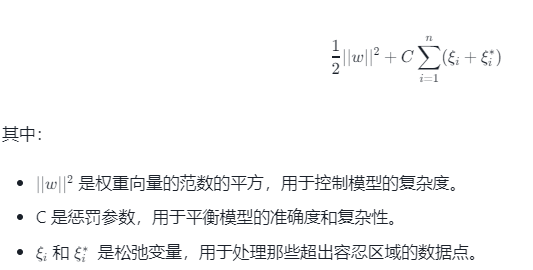 $$\frac{1}{2}||w||^2 + C\sum_{i=1}^{n}(\xi_i + \xi_i^*)$$
其中：
• $||w||^2$ 是权重向量的范数的平方，用于控制模型的复杂度。
• C 是惩罚参数，用于平衡模型的准确度和复杂性。
• $\xi_i$ 和 $\xi_i^*$ 是松弛变量，用于处理那些超出容忍区域的数据点。